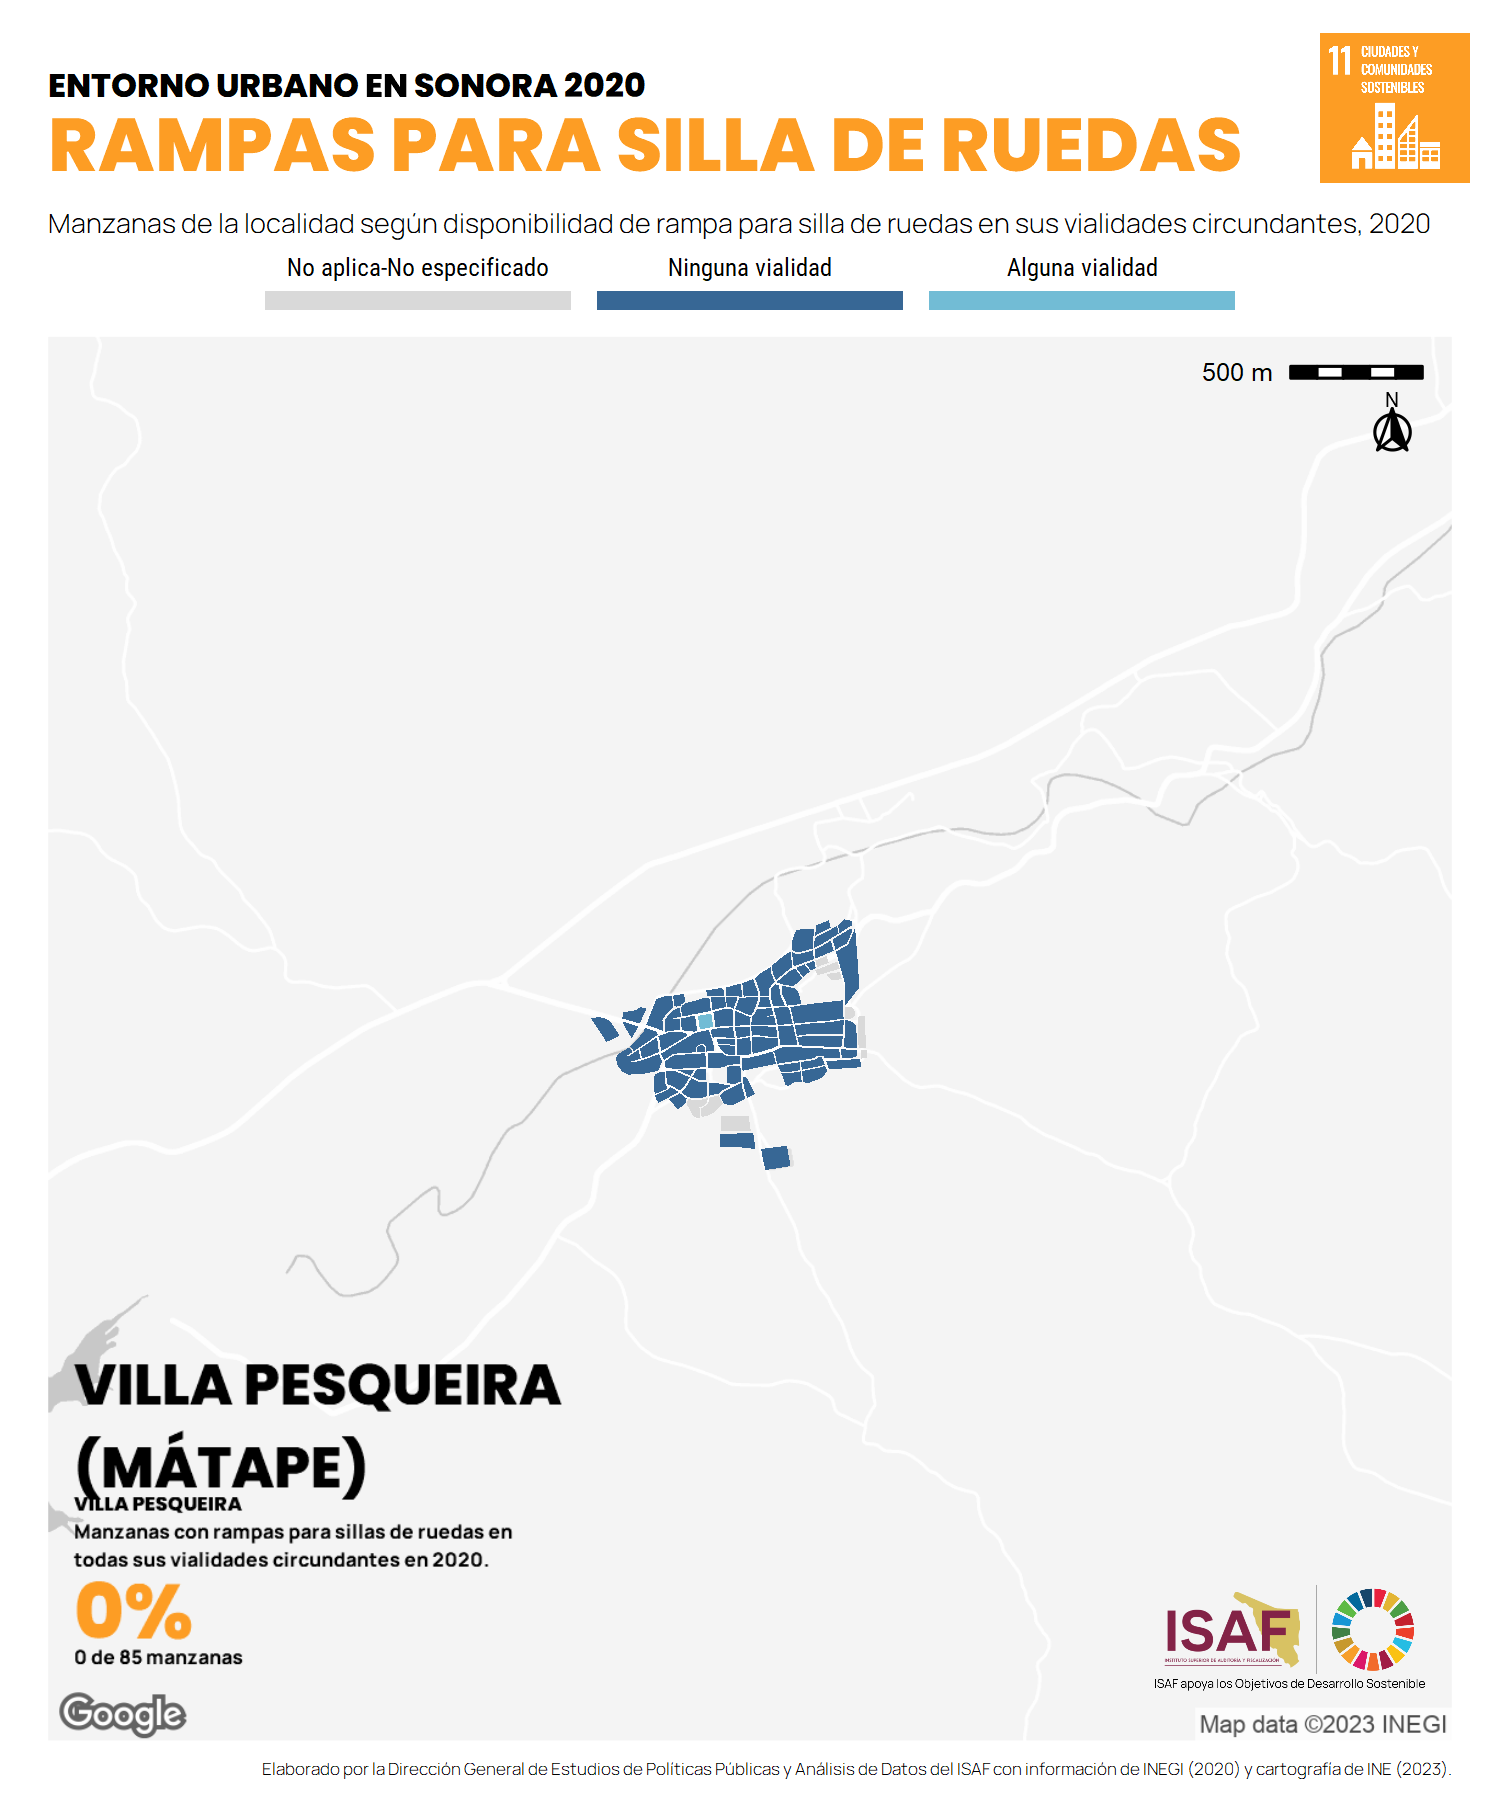 ENTORNO URBANO EN SONORA 2020
RAMPAS PARA SILLA DE RUEDAS
11 CIUDADES Y
COMUNIDADES
SOSTENIBLES
Manzanas de la localidad según disponibilidad de rampa para silla de ruedas en sus vialidades circundantes, 2020
No aplica-No especificado
Ninguna vialidad
Alguna vialidad
500 m
N
VILLA PESQUEIRA
(MÁTAPE)
VILLA PESQUEIRA
Manzanas con rampas para sillas de ruedas en
todas sus vialidades circundantes en 2020.
0%
0 de 85 manzanas
ISAF
INSTITUTO SUPERIOR DE AUDITORÍA Y FISCALIZACIÓN
ISAF apoya los Objetivos de Desarrollo Sostenible
Google
Map data ©2023 INEGI
Elaborado por la Dirección General de Estudios de Políticas Públicas y Análisis de Datos del ISAF con información de INEGI (2020) y cartografía de INE (2023).